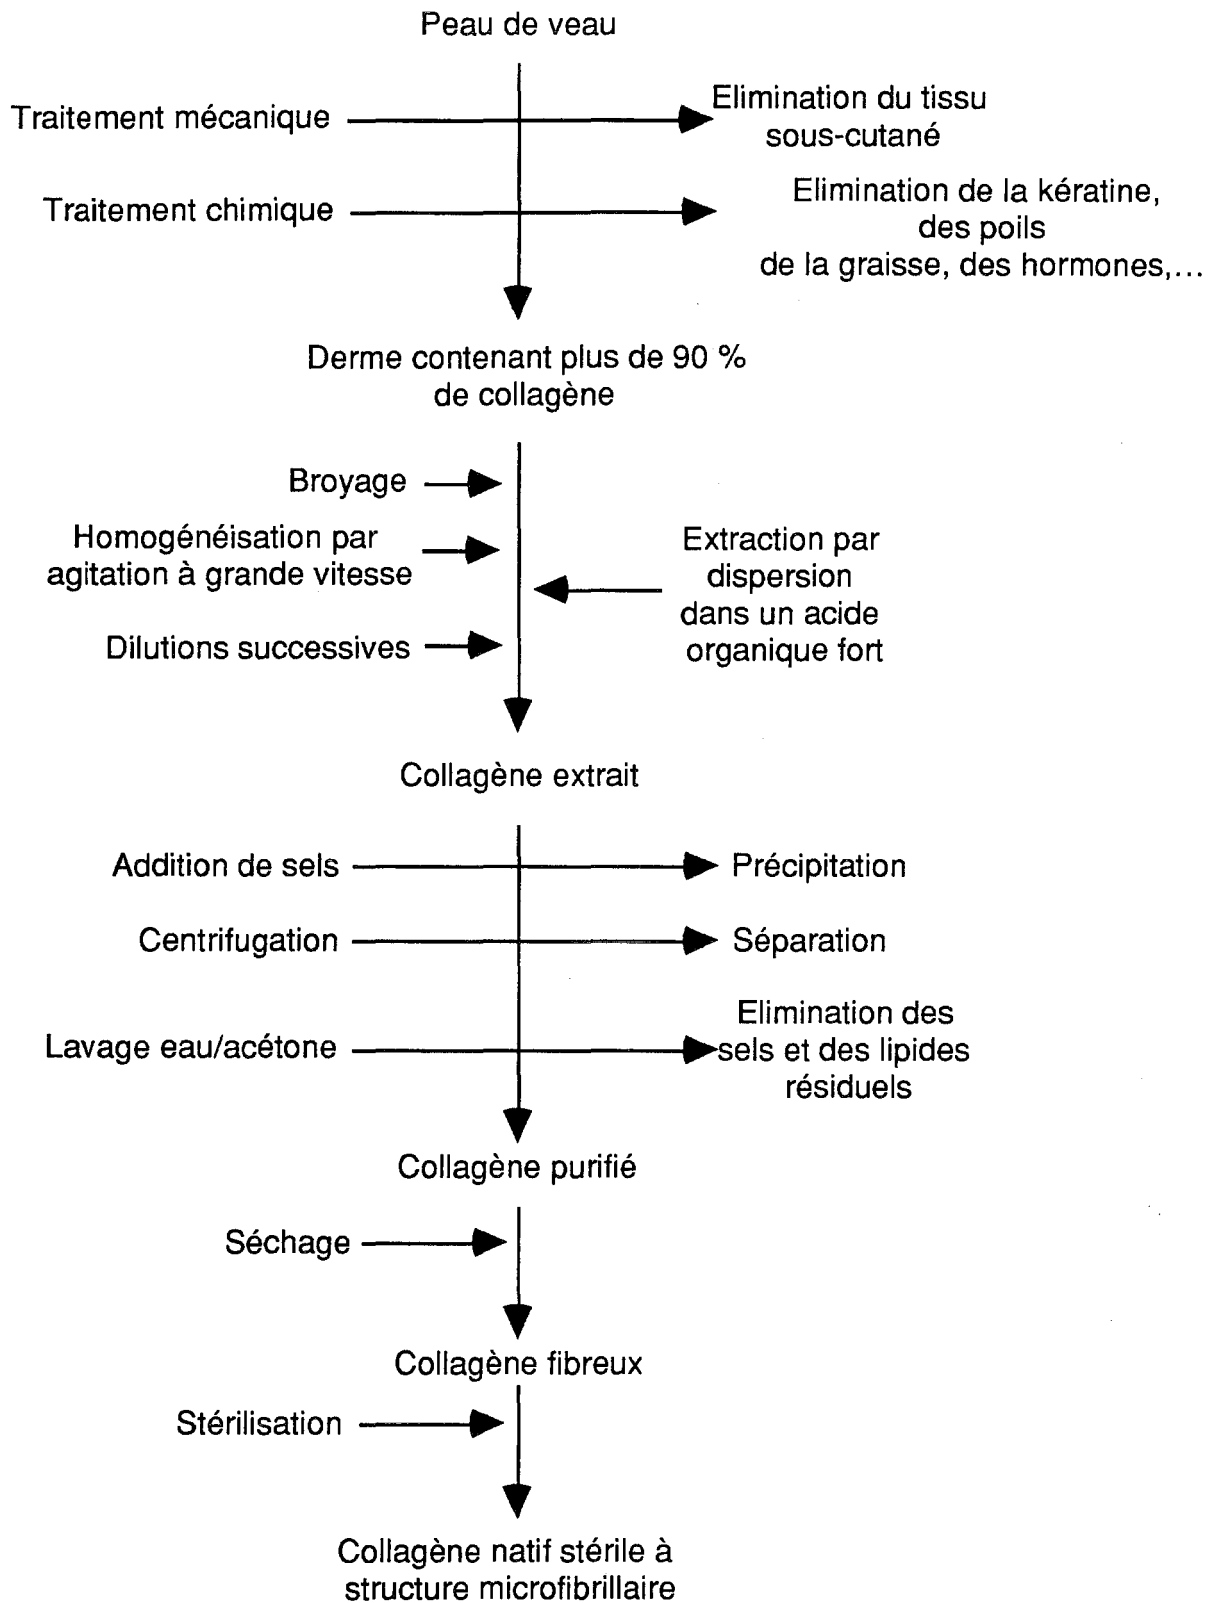 Peau de veau
Traitement mécanique
Elimination du tissu
sous-cutané
Traitement chimique
Elimination de la kératine,
des poils
de la graisse, des hormones,...
Derme contenant plus de 90 %
de collagène
Broyage
Homogénéisation par
agitation à grande vitesse
Extraction par
dispersion
dans un acide
organique fort
Dilutions successives
Collagène extrait
Addition de sels
Précipitation
Centrifugation
Séparation
Lavage eau/acétone
Elimination des
sels et des lipides
résiduels
Collagène purifié
Séchage
Collagène fibreux
Stérilisation
Collagène natif stérile à
structure microfibrillaire